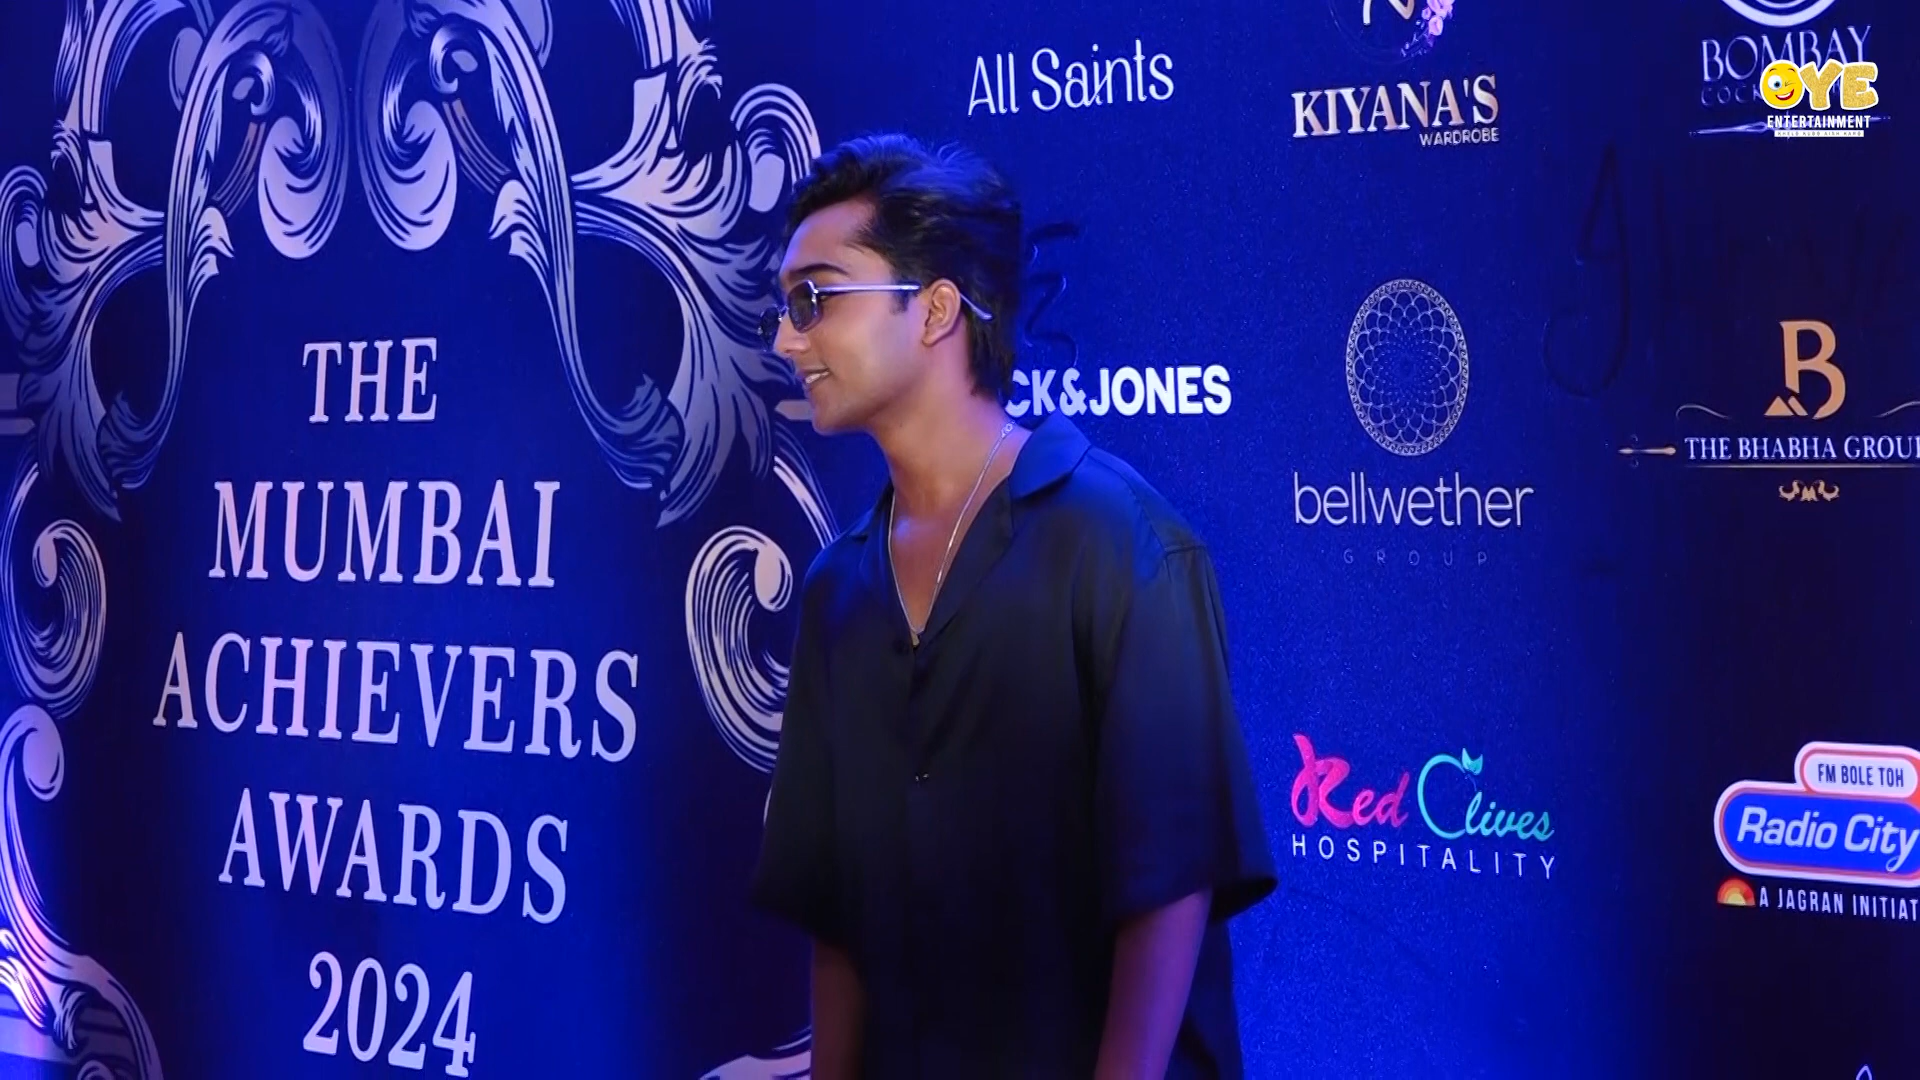 THE
MUMBAI
ACHIEVERS
AWARDS
2024
All Saints
KIYANA'S
WARDROBE
BOMBAY
OYE
ENTERTAINMENT
CK&JONES
bellwether
GROUP
B
THE BHABHA GROUP
Red Olives
HOSPITALITY
FM BOLE TOH
Radio City
A JAGRAN INITIAT